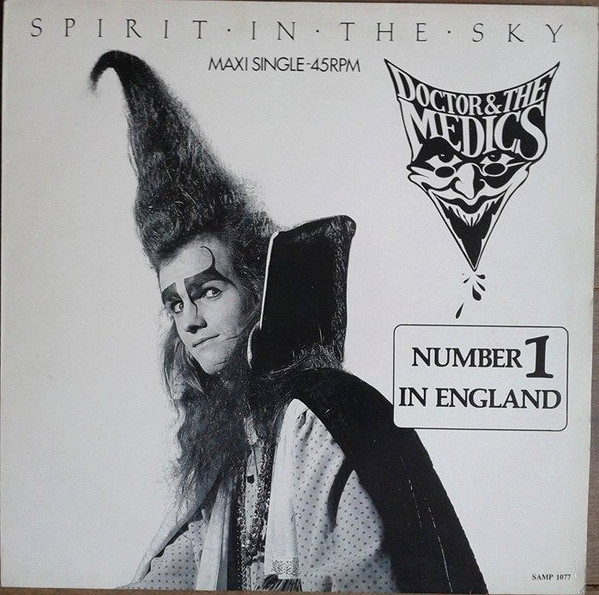 SPIRIT·IN·THE·SKY
MAXI SINGLE-45RPM
DOCTOR & THE
MEDICS
NUMBER 1
IN ENGLAND
SAMP 1077